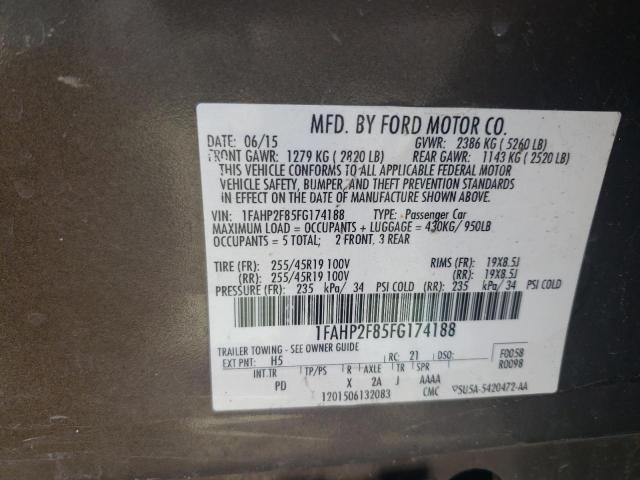 MFD. BY FORD MOTOR CO.
DATE: 06/15 GVWR: 2386 KG (5260 LB)
FRONT GAWR: 1279 KG (2820 LB) REAR GAWR: 1143 KG (2520 LB)
THIS VEHICLE CONFORMS TO ALL APPLICABLE FEDERAL MOTOR
VEHICLE SAFETY, BUMPER, AND THEFT PREVENTION STANDARDS
IN EFFECT ON THE DATE OF MANUFACTURE SHOWN ABOVE.
VIN: 1FAHP2F85FG174188 TYPE: Passenger Car
MAXIMUM LOAD = OCCUPANTS + LUGGAGE = 430KG/ 950LB
OCCUPANTS = 5 TOTAL; 2 FRONT, 3 REAR
TIRE (FR): 255/45R19 100V RIMS (FR): 19X8.5J
(RR): 255/45R19 100V (RR): 19X8.5J
PRESSURE (FR): 235 kPa/ 34 PSI COLD (RR): 235 kPa/ 34 PSI COLD
1FAHP2F85FG174188
TRAILER TOWING - SEE OWNER GUIDE
EXT PNT: H5 RC: 21 DSO: F0058
R0098
INT.TR TP/PS R AXLE TR SPR
PD X 2A J AAAA
1201506132083 CMC SU5A-5420472-AA